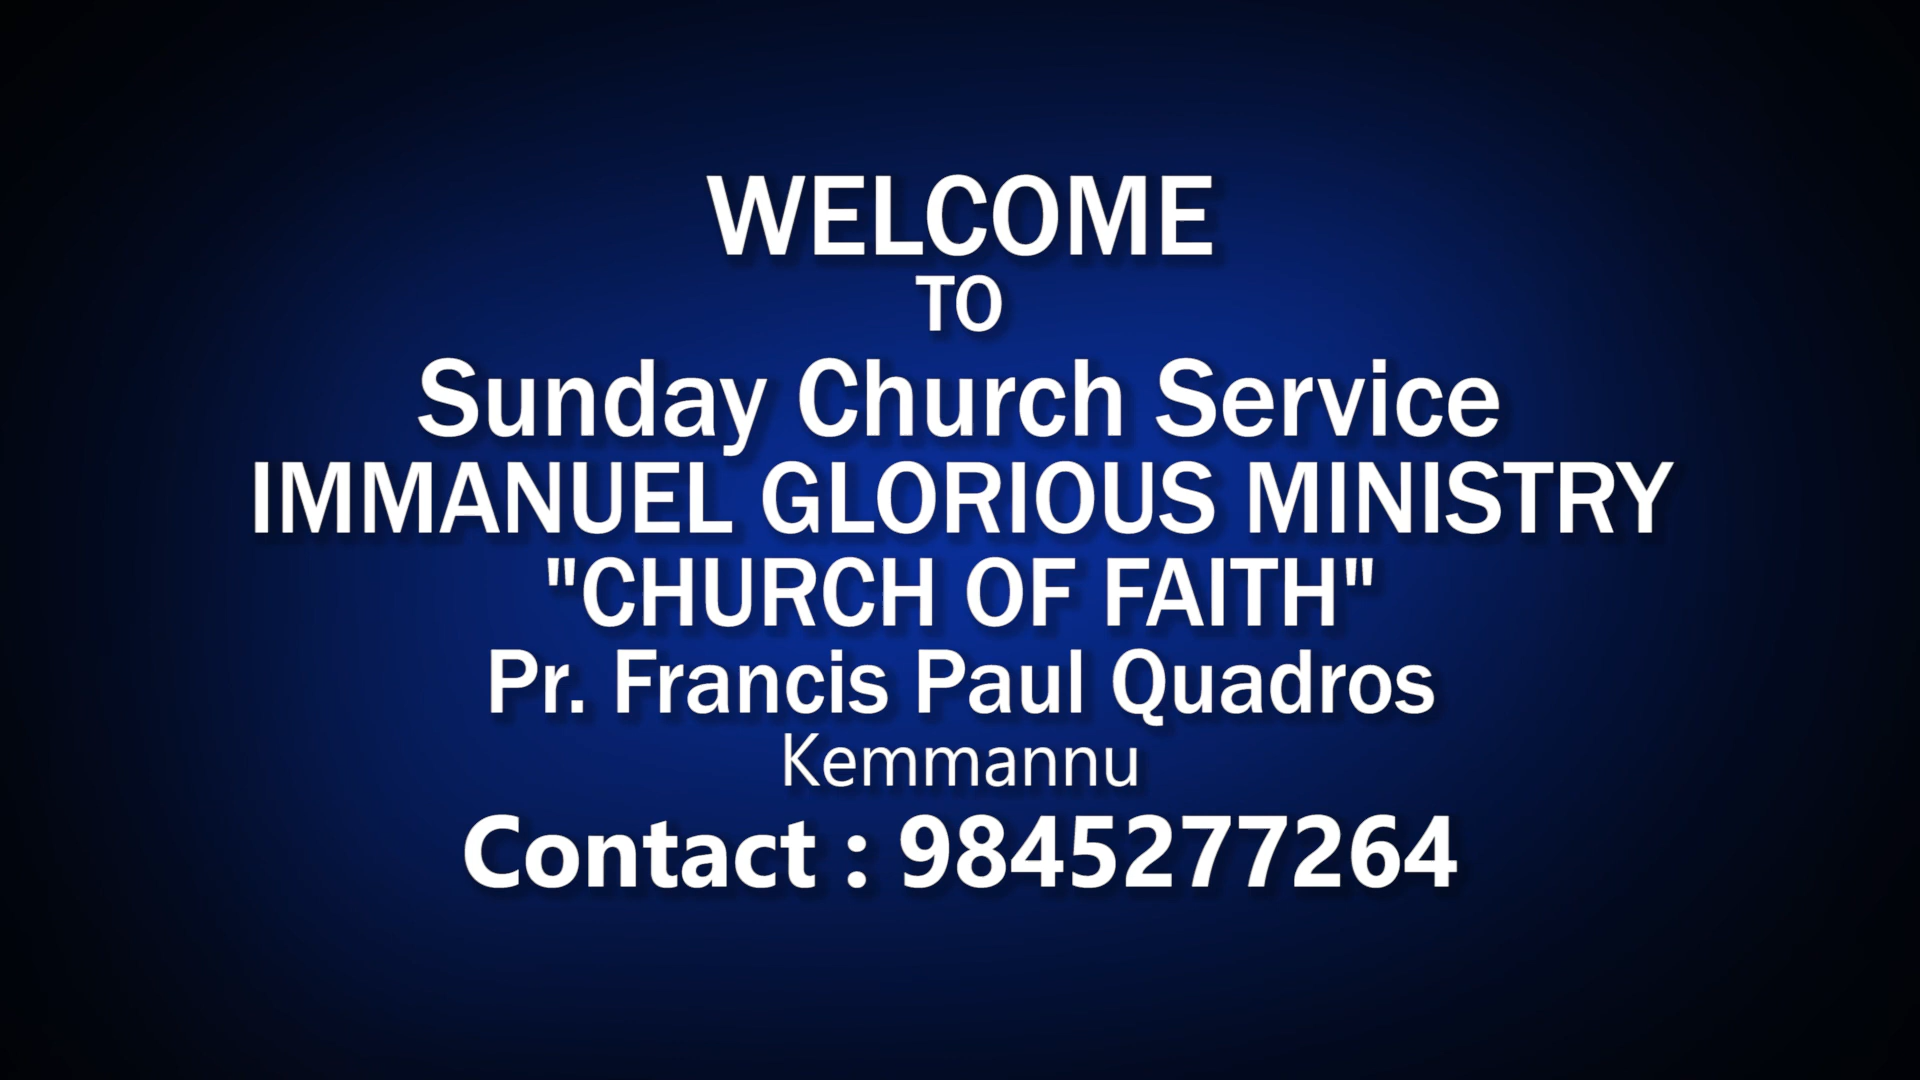 WELCOME
TO
Sunday Church Service
IMMANUEL GLORIOUS MINISTRY
"CHURCH OF FAITH"
Pr. Francis Paul Quadros
Kemmannu
Contact : 9845277264